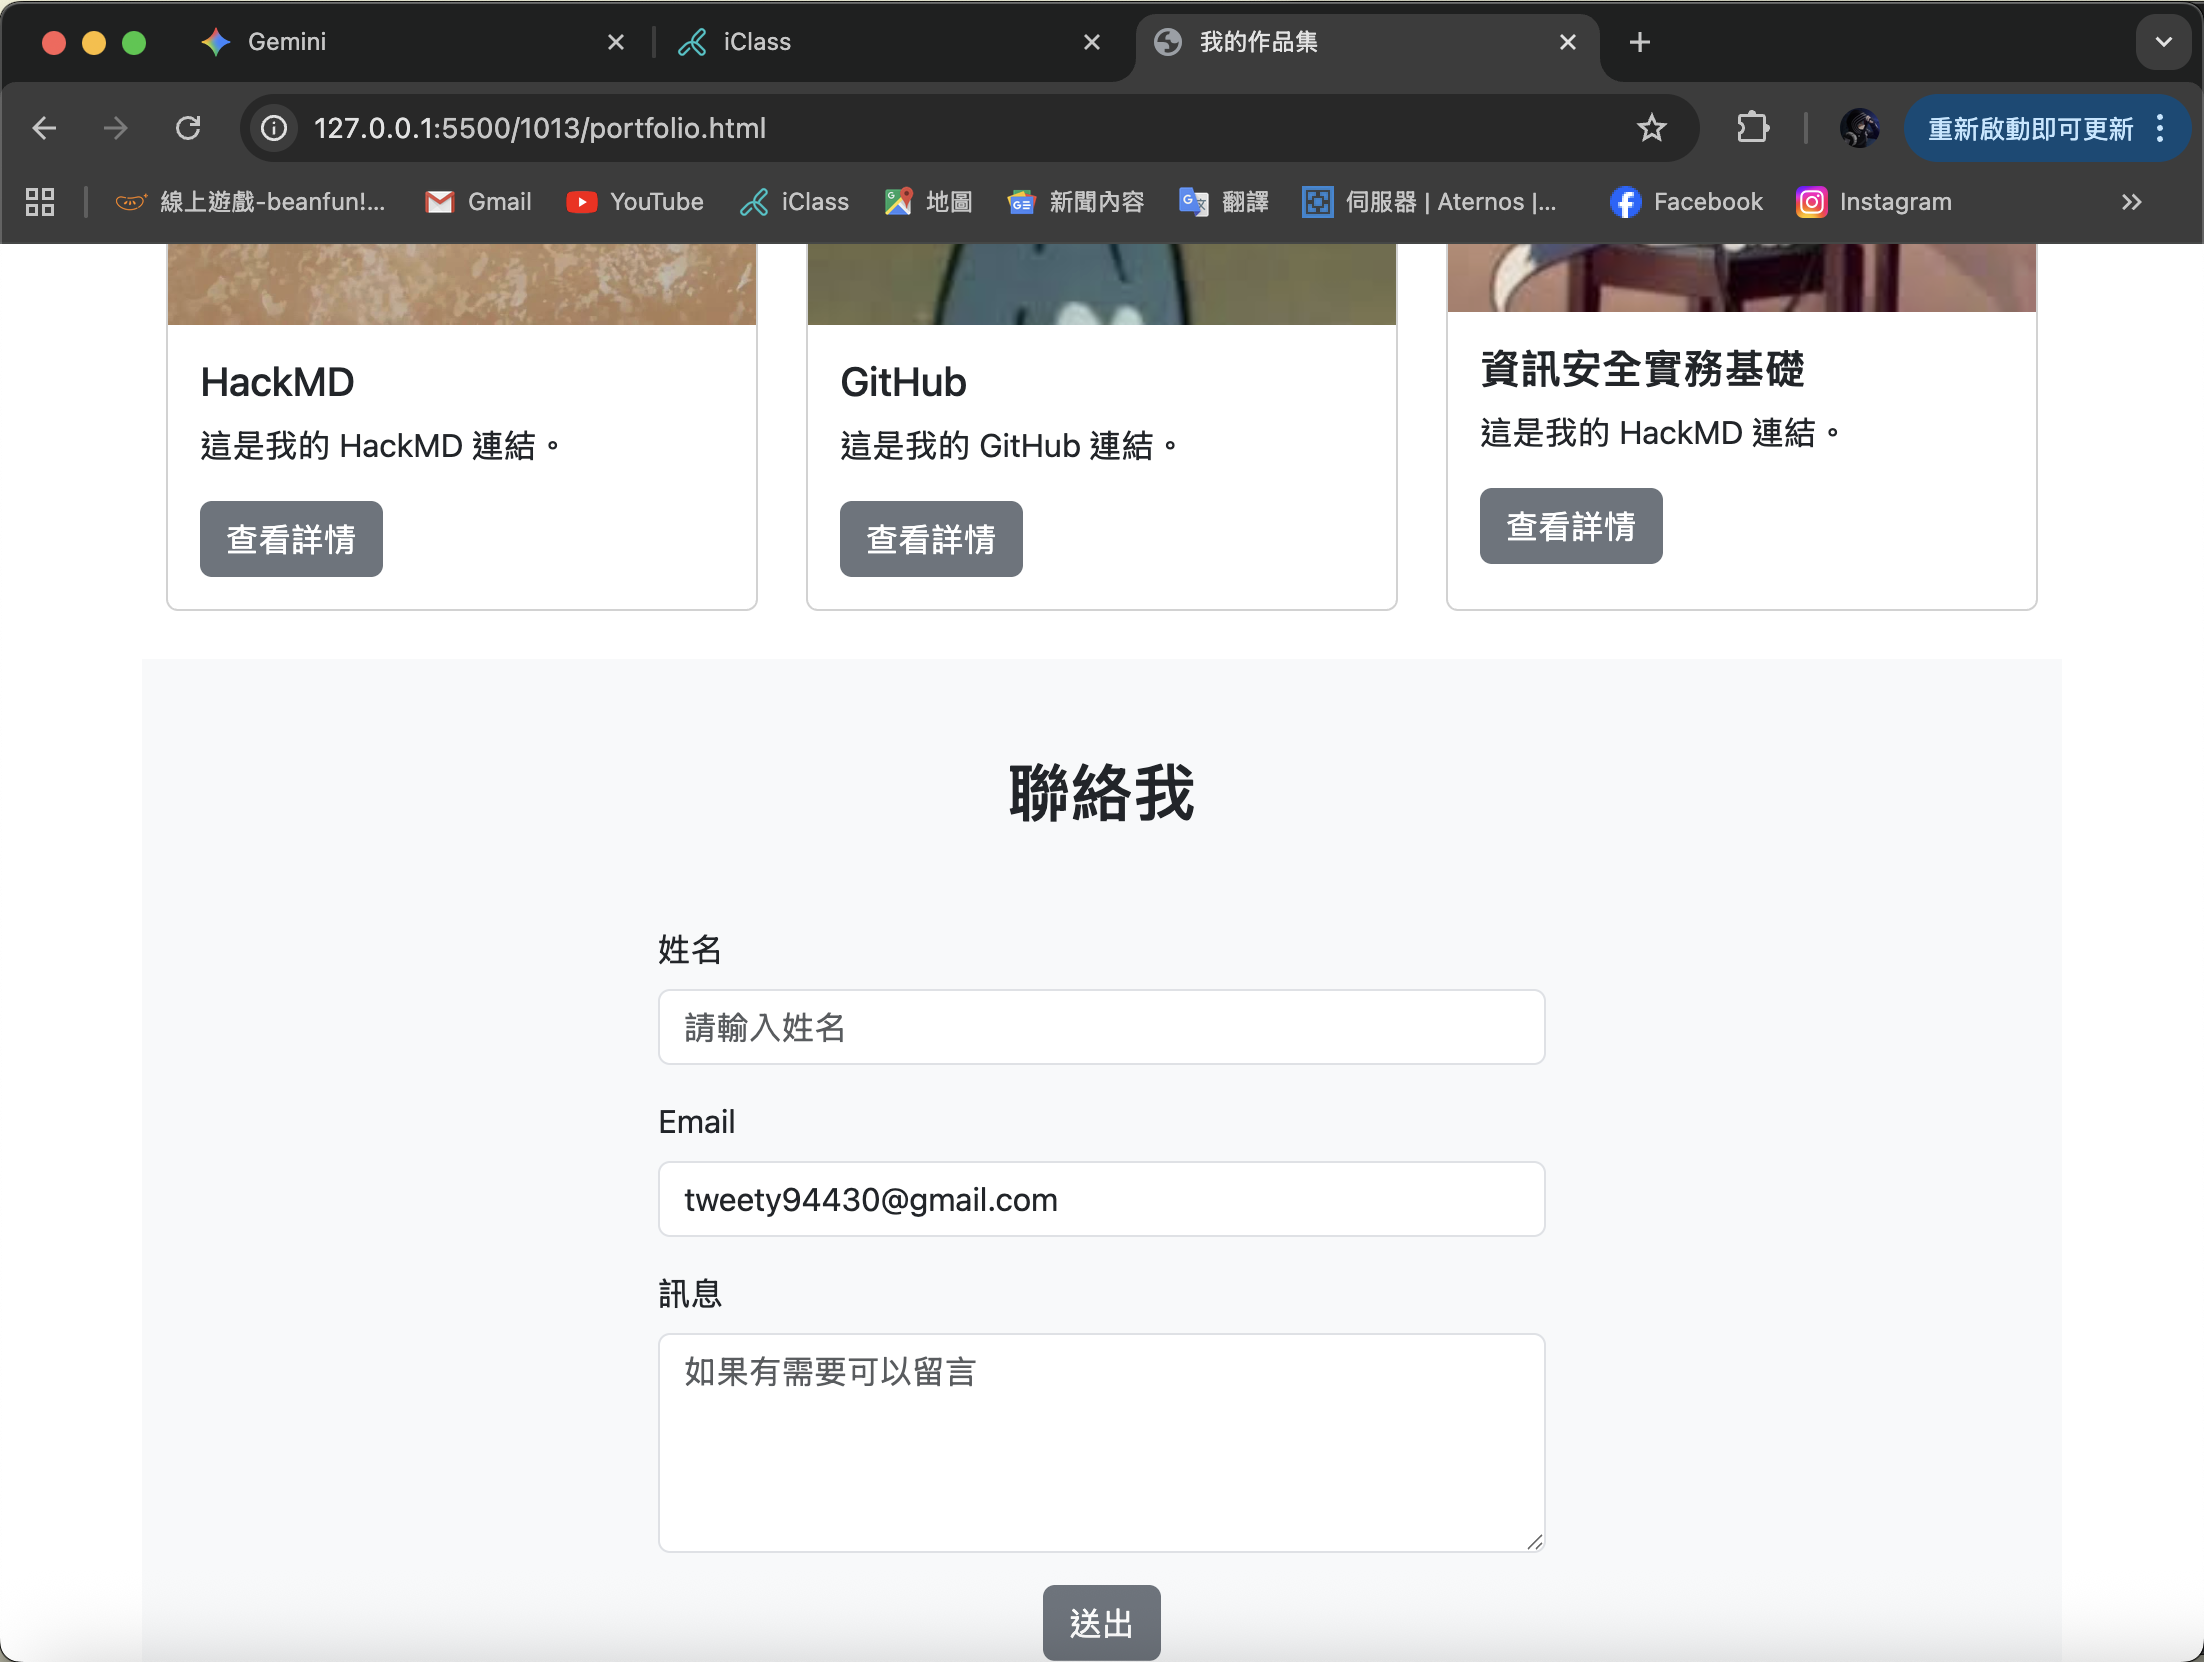 Gemini
iClass
我的作品集
127.0.0.1:5500/1013/portfolio.html
重新啟動即可更新
線上遊戲-beanfun!...
Gmail
YouTube
iClass
地圖
新聞內容
翻譯
伺服器 | Aternos |...
Facebook
Instagram
HackMD
這是我的 HackMD 連結。
查看詳情
GitHub
這是我的 GitHub 連結。
查看詳情
資訊安全實務基礎
這是我的 HackMD 連結。
查看詳情
聯絡我
姓名
請輸入姓名
Email
tweety94430@gmail.com
訊息
如果有需要可以留言
送出